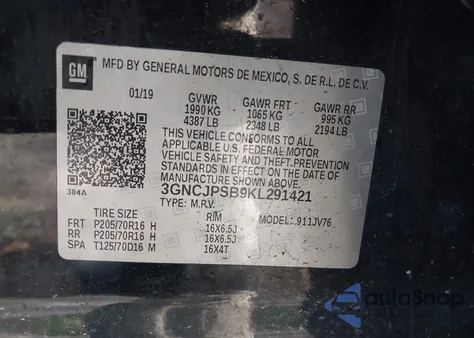 GM
MFD BY GENERAL MOTORS DE MEXICO, S. DE R.L. DE C.V.
01/19 GVWR GAWR FRT GAWR RR
1990 KG 1065 KG 995 KG
4387 LB 2348 LB 2194 LB
THIS VEHICLE CONFORMS TO ALL
APPLICABLE U.S. FEDERAL MOTOR
VEHICLE SAFETY AND THEFT
PREVENTION STANDARDS IN EFFECT
ON THE DATE OF MANUFACTURE
SHOWN ABOVE.
384A 3GNCJPSB9KL291421
TYPE: M.P.V. MODEL: .911JV76
TIRE SIZE RIM
FRT P205/70R16 H 16X6.5J
RR P205/70R16 H 16X6.5J
SPA T125/70D16 M 16X4T
autoSnap